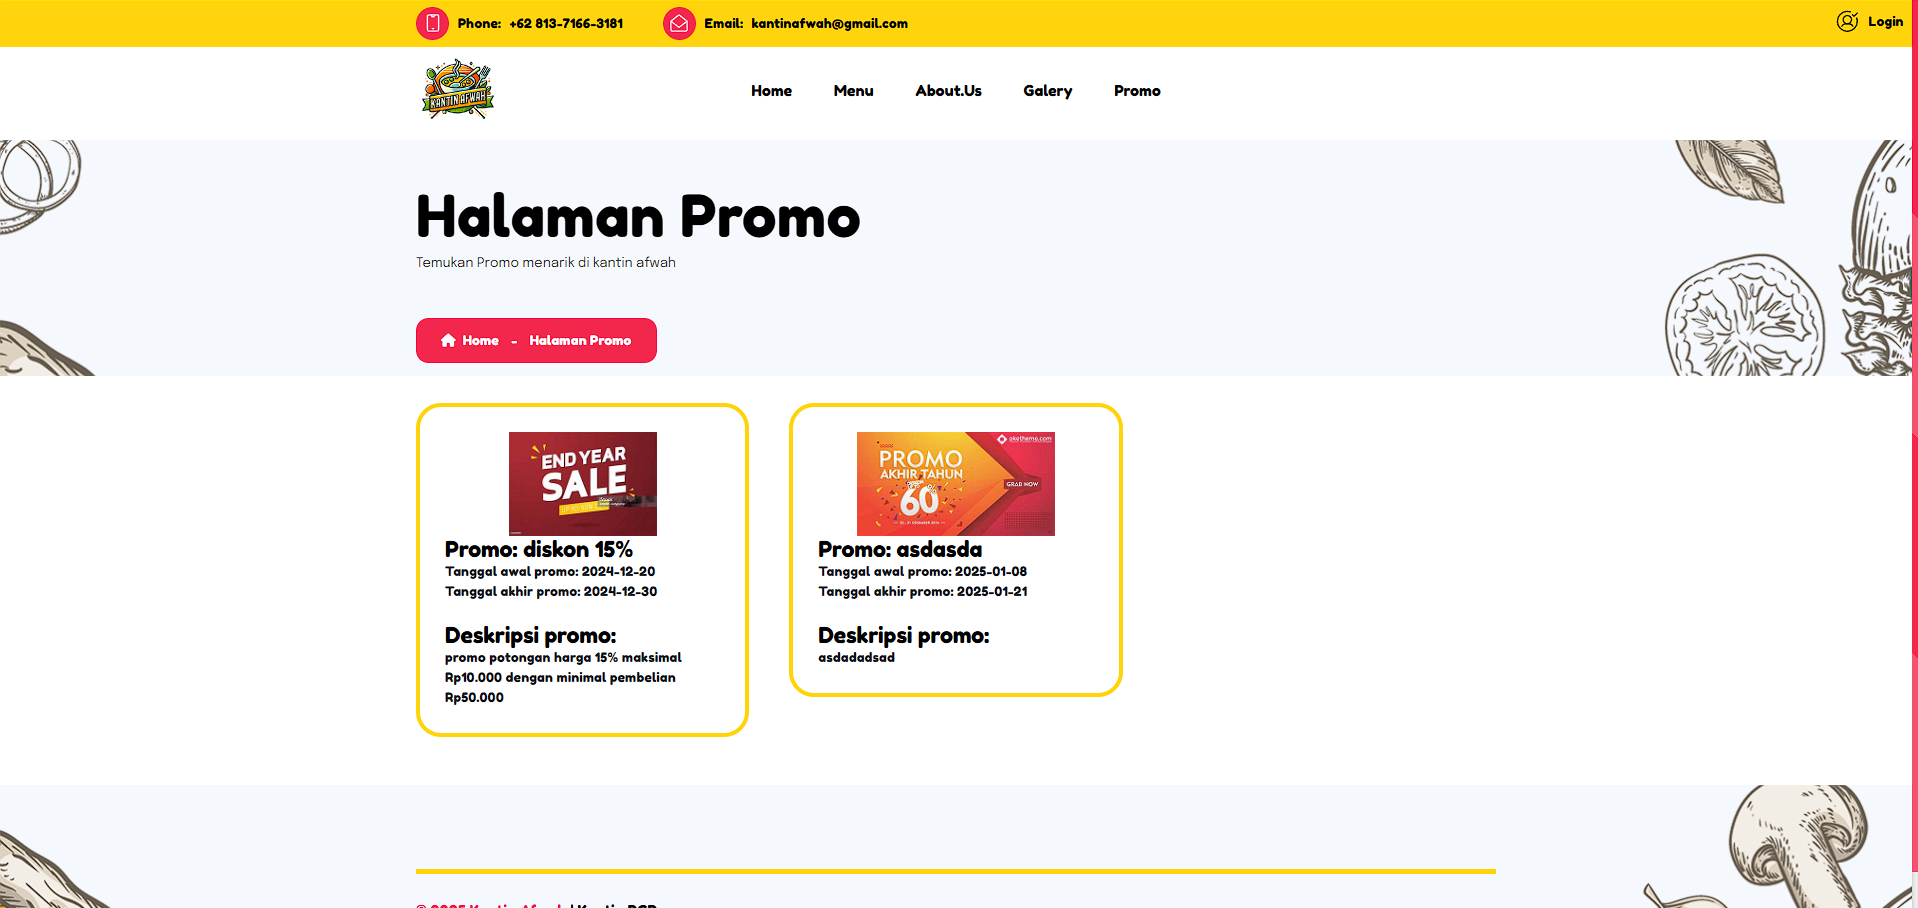 Phone: +62 813-7166-3181
Email: kantinafwah@gmail.com
Login
KANTIN AFWAH
Home
Menu
About.Us
Galery
Promo
Halaman Promo
Temukan Promo menarik di kantin afwah
Home - Halaman Promo
END YEAR
SALE
Promo: diskon 15%
Tanggal awal promo: 2024-12-20
Tanggal akhir promo: 2024-12-30
Deskripsi promo:
promo potongan harga 15% maksimal
Rp10.000 dengan minimal pembelian
Rp50.000
PROMO
AKHIR TAHUN
60%
GRAB NOW
Promo: asdasda
Tanggal awal promo: 2025-01-08
Tanggal akhir promo: 2025-01-21
Deskripsi promo:
asdadadsad